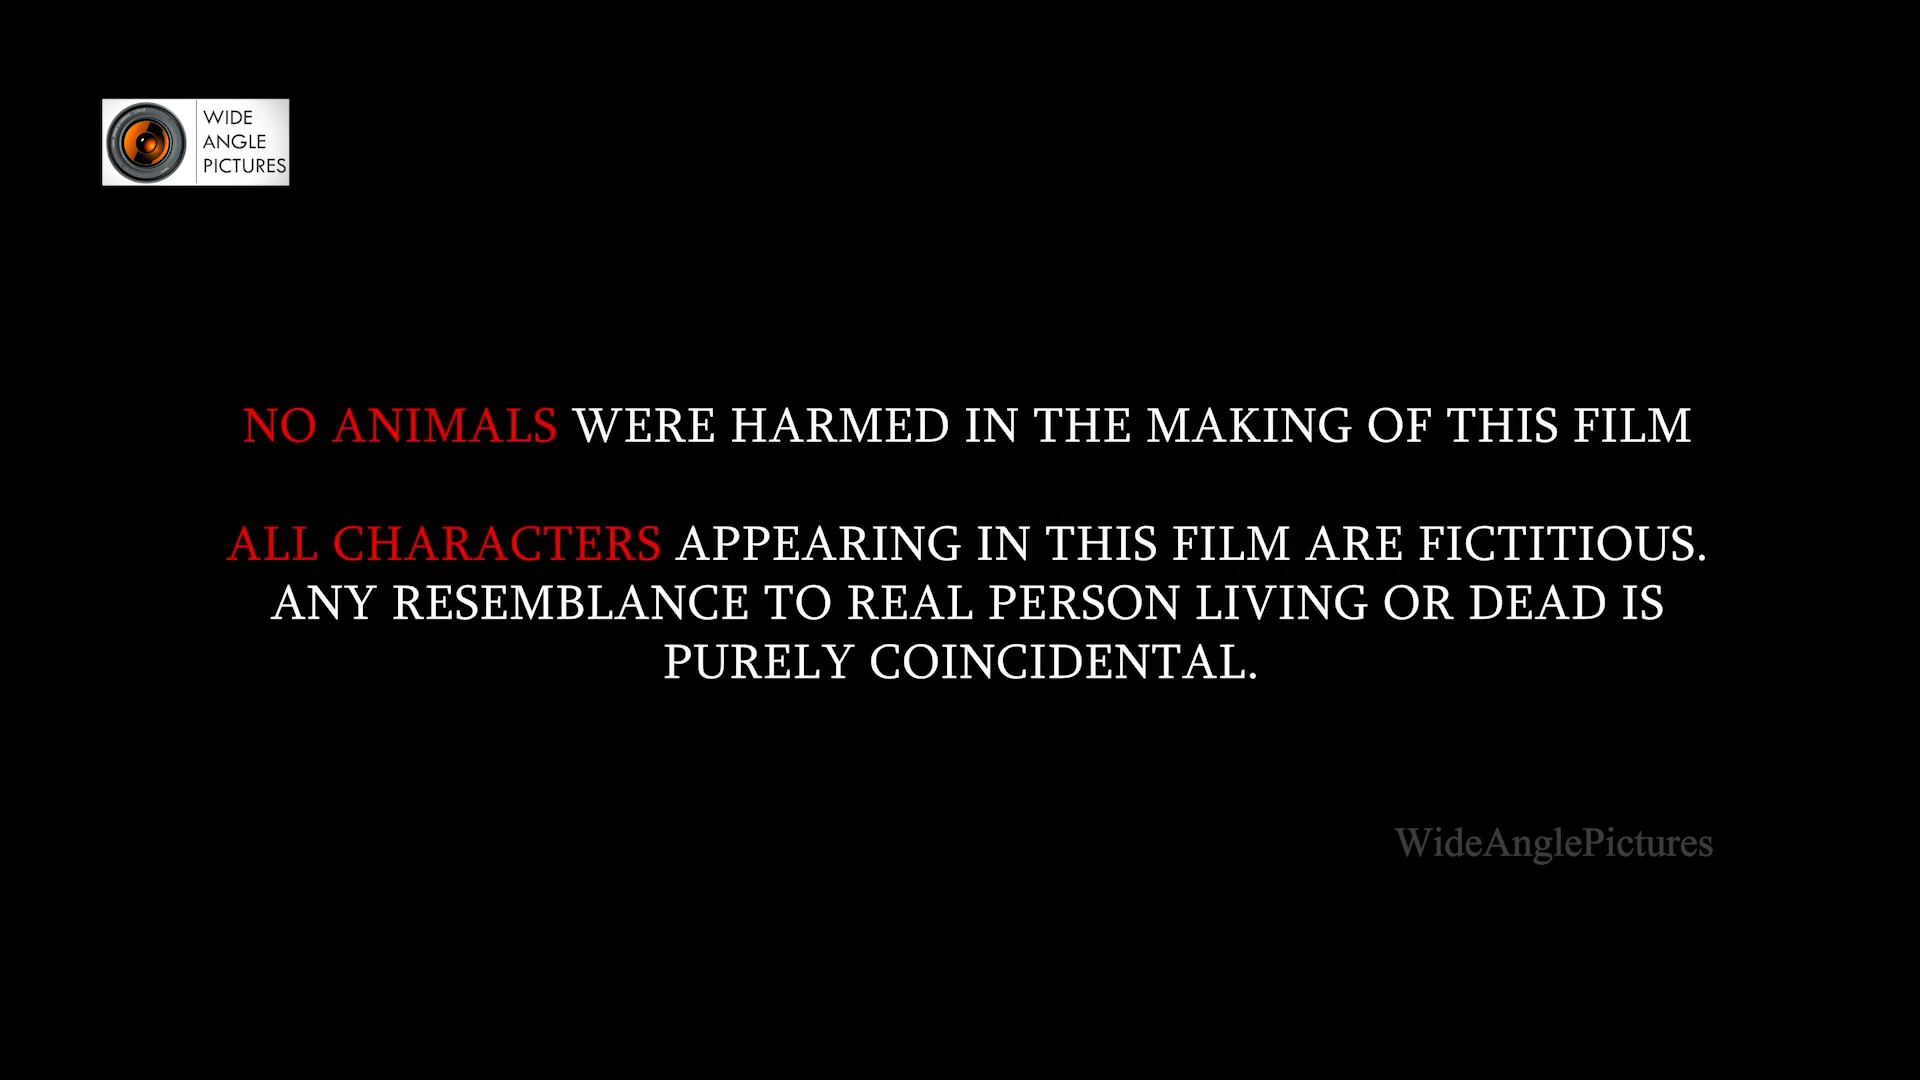 WIDE
ANGLE
PICTURES
NO ANIMALS WERE HARMED IN THE MAKING OF THIS FILM
ALL CHARACTERS APPEARING IN THIS FILM ARE FICTITIOUS.
ANY RESEMBLANCE TO REAL PERSON LIVING OR DEAD IS
PURELY COINCIDENTAL.
WideAnglePictures